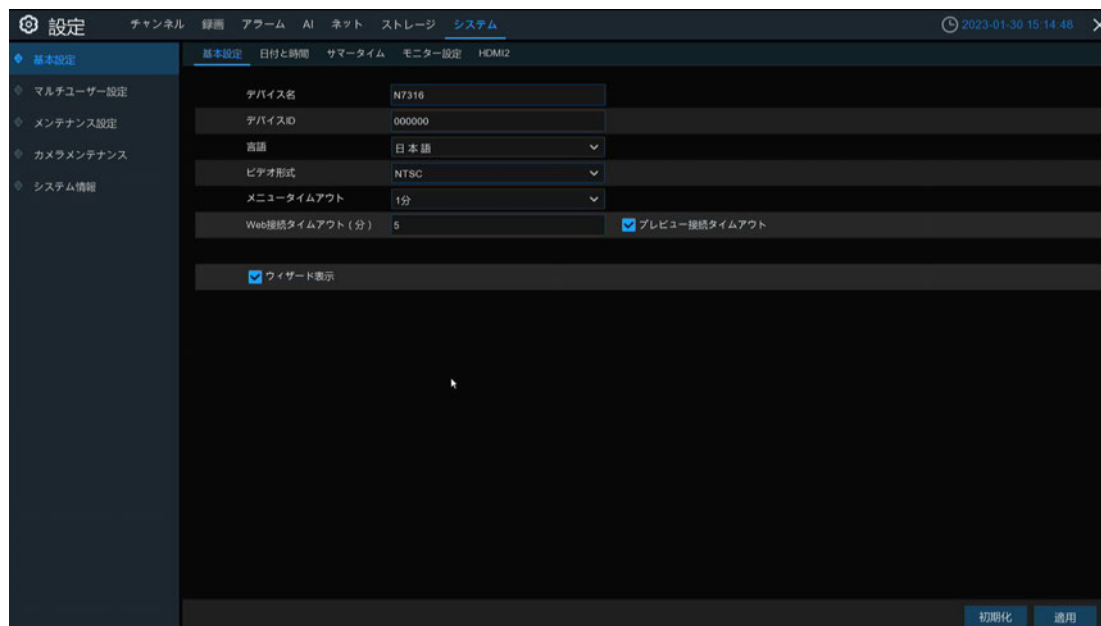 設定 チャンネル 録画 アラーム AI ネット ストレージ システム 2023-01-30 15:14:48
基本設定
マルチユーザー設定
メンテナンス設定
カメラメンテナンス
システム情報
基本設定 日付と時間 サマータイム モニター設定 HDMI2
デバイス名 N7316
デバイスID 000000
言語 日本語
ビデオ形式 NTSC
メニュータイムアウト 1分
Web接続タイムアウト(分) 5 プレビュー接続タイムアウト
ウィザード表示
初期化 適用